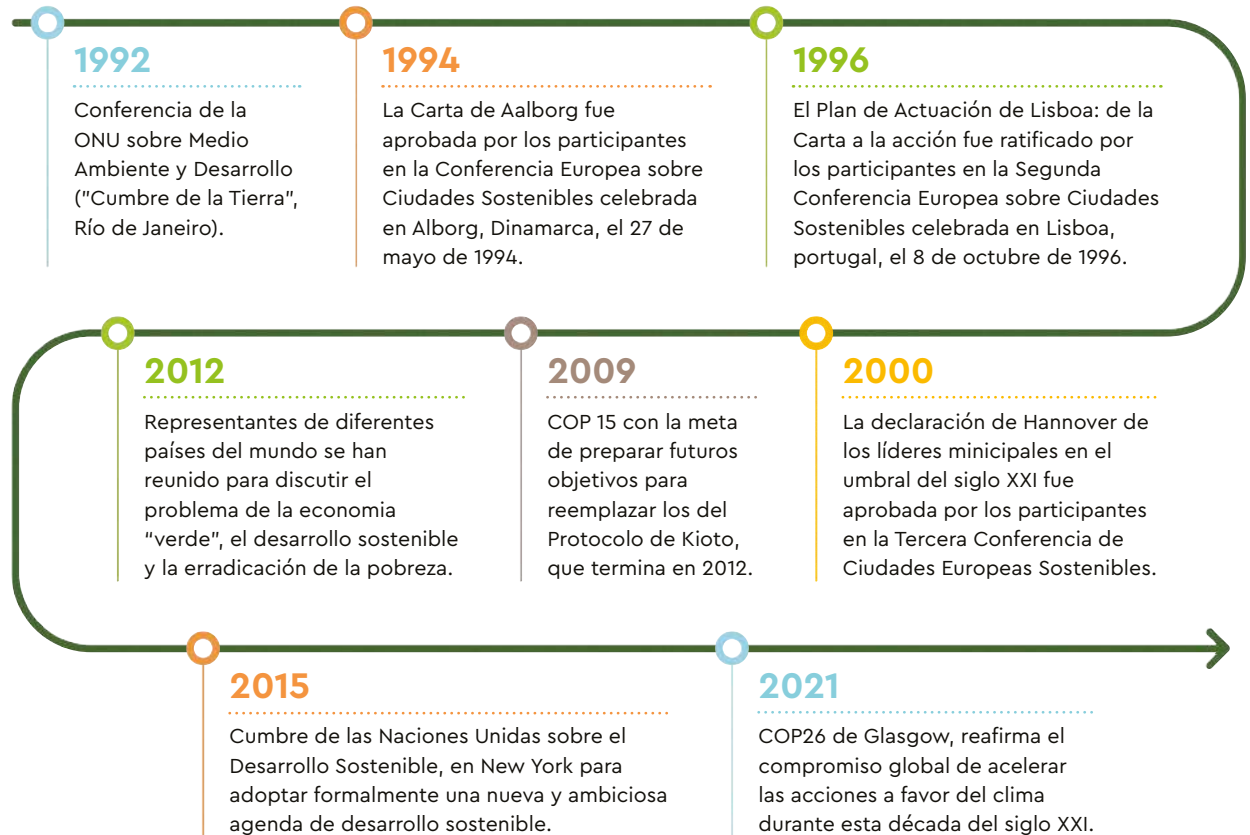 1992
Conferencia de la
ONU sobre Medio
Ambiente y Desarrollo
("Cumbre de la Tierra",
Río de Janeiro).
1994
La Carta de Aalborg fue
aprobada por los participantes
en la Conferencia Europea sobre
Ciudades Sostenibles celebrada
en Alborg, Dinamarca, el 27 de
mayo de 1994.
1996
El Plan de Actuación de Lisboa: de la
Carta a la acción fue ratificado por
los participantes en la Segunda
Conferencia Europea sobre Ciudades
Sostenibles celebrada en Lisboa,
portugal, el 8 de octubre de 1996.
2000
La declaración de Hannover de
los líderes minicipales en el
umbral del siglo XXI fue
aprobada por los participantes
en la Tercera Conferencia de
Ciudades Europeas Sostenibles.
2009
COP 15 con la meta
de preparar futuros
objetivos para
reemplazar los del
Protocolo de Kioto,
que termina en 2012.
2012
Representantes de diferentes
países del mundo se han
reunido para discutir el
problema de la economia
“verde”, el desarrollo sostenible
y la erradicación de la pobreza.
2015
Cumbre de las Naciones Unidas sobre el
Desarrollo Sostenible, en New York para
adoptar formalmente una nueva y ambiciosa
agenda de desarrollo sostenible.
2021
COP26 de Glasgow, reafirma el
compromiso global de acelerar
las acciones a favor del clima
durante esta década del siglo XXI.